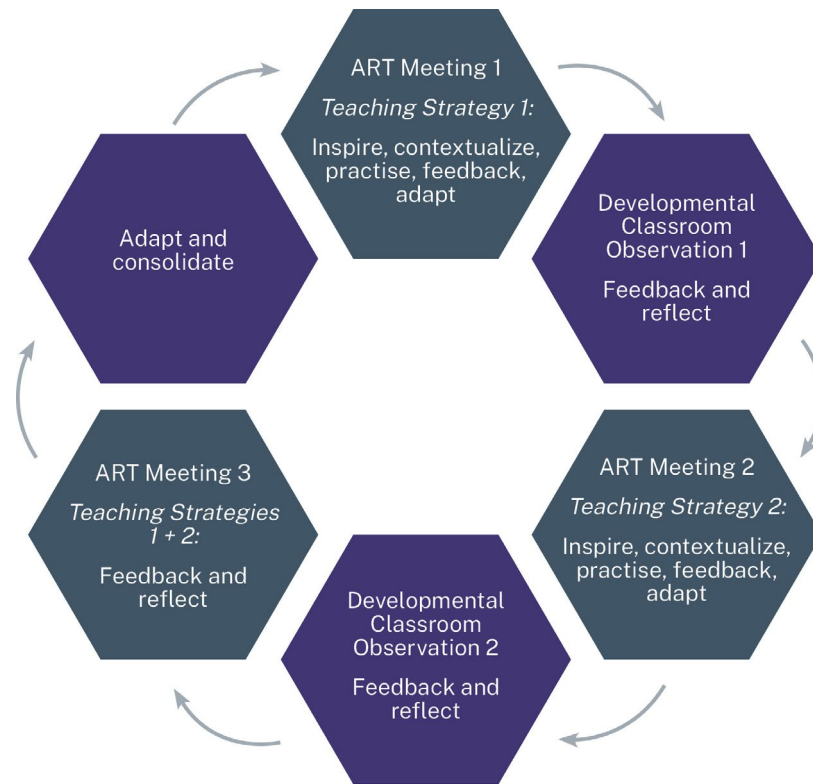 ART Meeting 1
Teaching Strategy 1:
Inspire, contextualize,
practise, feedback,
adapt
Developmental
Classroom
Observation 1
Feedback and
reflect
ART Meeting 2
Teaching Strategy 2:
Inspire, contextualize,
practise, feedback,
adapt
Developmental
Classroom
Observation 2
Feedback and
reflect
ART Meeting 3
Teaching Strategies
1 + 2:
Feedback and
reflect
Adapt and
consolidate